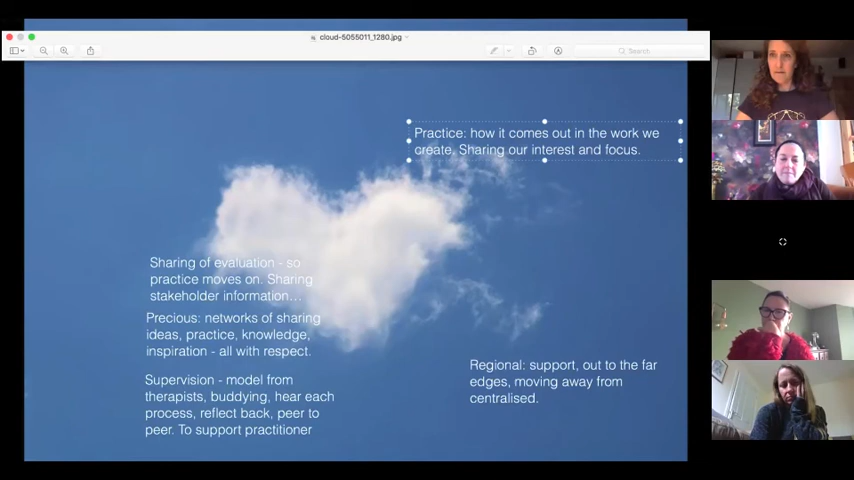 cloud-5055011_1280.jpg
Search
Practice: how it comes out in the work we
create. Sharing our interest and focus.
Sharing of evaluation - so
practice moves on. Sharing
stakeholder information...
Precious: networks of sharing
ideas, practice, knowledge,
inspiration - all with respect.
Supervision - model from
therapists, buddying, hear each
process, reflect back, peer to
peer. To support practitioner
Regional: support, out to the far
edges, moving away from
centralised.